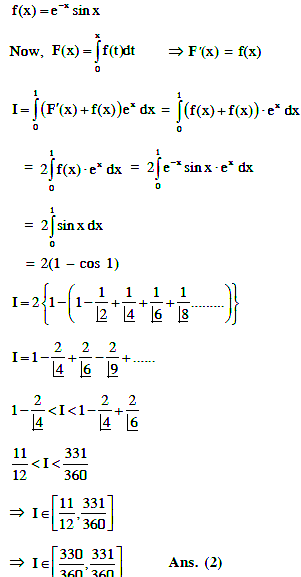 f(x) = e^{-x} sin x
Now, F(x) = ∫_0^x f(t)dt ⇒ F'(x) = f(x)
I = ∫_0^1 (F'(x) + f(x))e^x dx = ∫_0^1 (f(x) + f(x))·e^x dx
= 2∫_0^1 f(x)·e^x dx = 2∫_0^1 e^{-x} sin x·e^x dx
= 2∫_0^1 sin x dx
= 2(1 – cos 1)
I = 2{1 − (1 − 1/|2 + 1/|4 + 1/|6 + 1/|8 .........)}
I = 1 − 2/|4 + 2/|6 − 2/|9 + ......
1 − 2/|4 < I < 1 − 2/|4 + 2/|6
11/12 < I < 331/360
⇒ I∈[11/12, 331/360]
⇒ I∈[330/360, 331/360] Ans. (2)